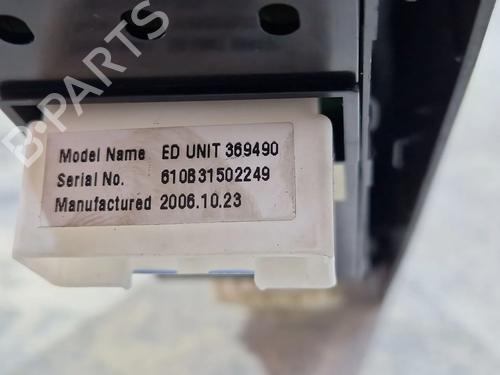 B-PARTS
Model Name ED UNIT 369490
Serial No. 610B31502249
Manufactured 2006.10.23